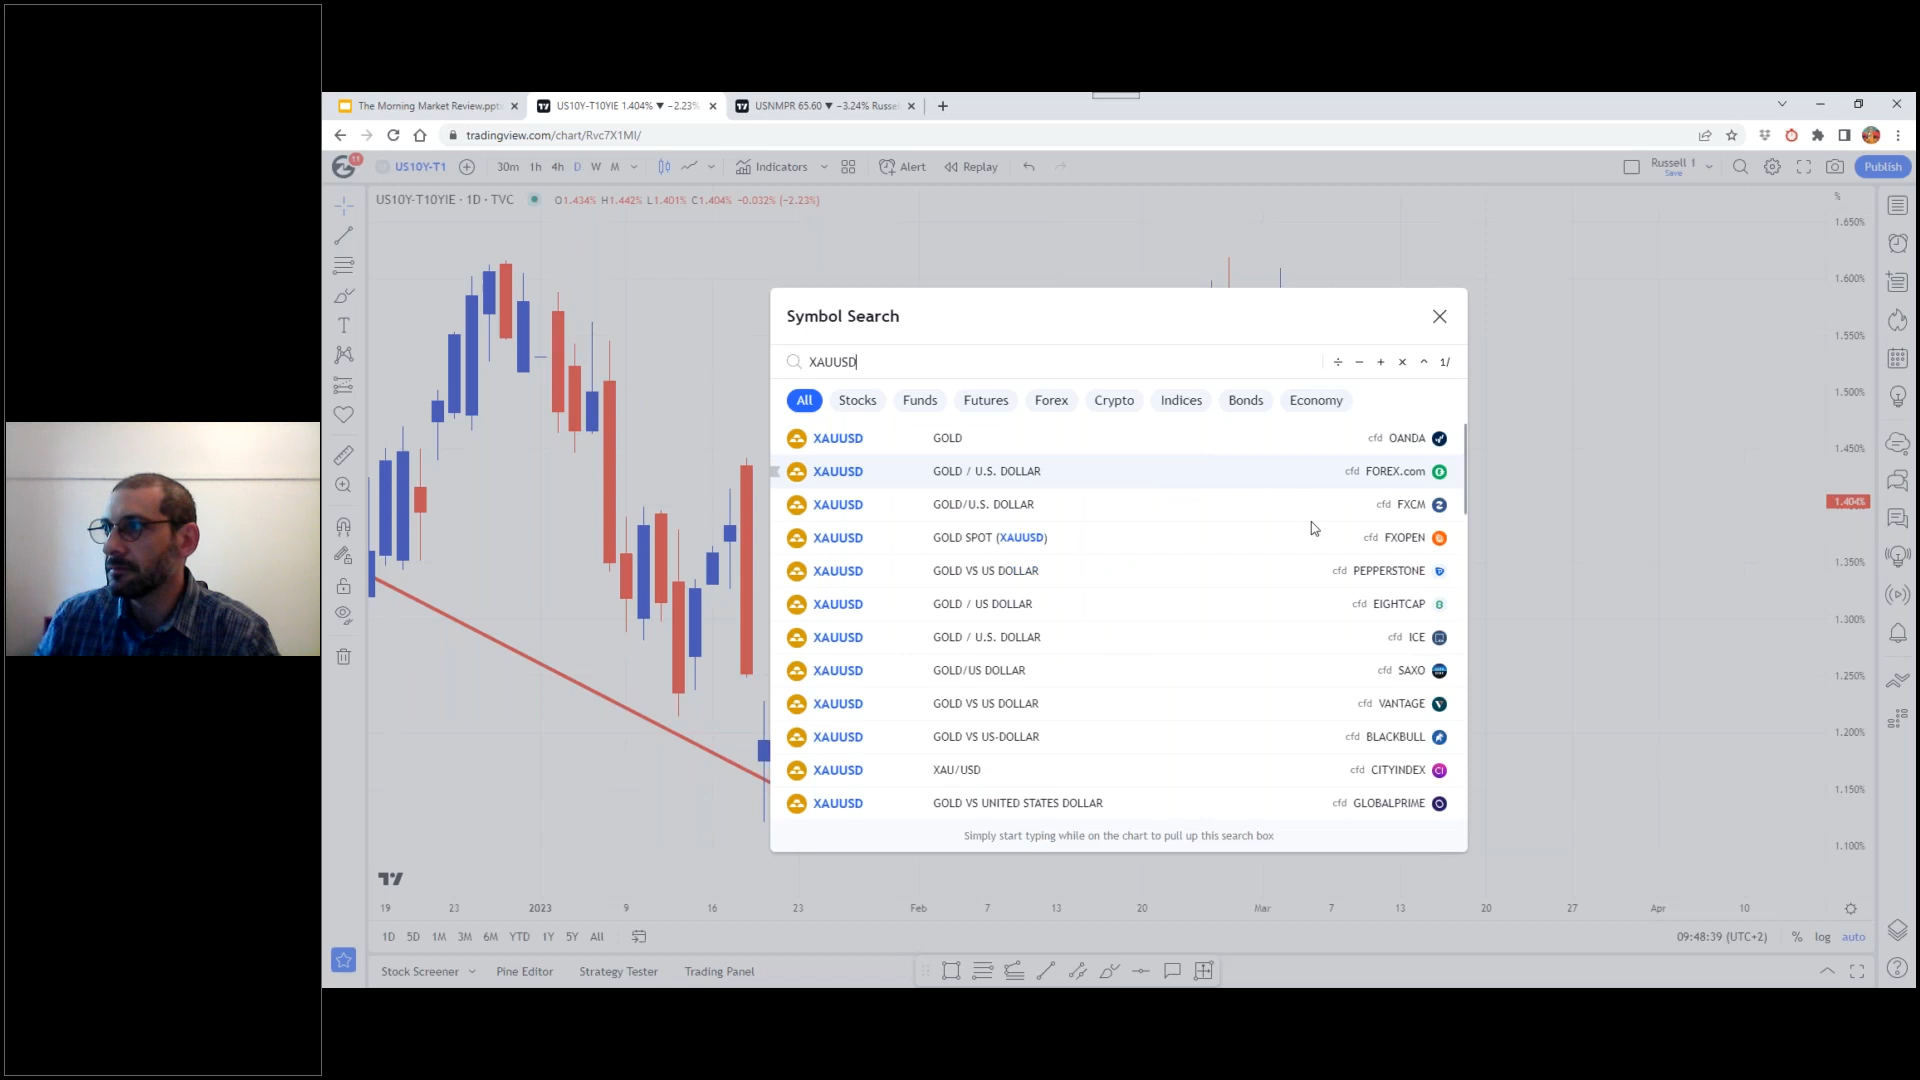 The Morning Market Review.ppt
US10Y-T10YIE 1.404% ▼ −2.23%
USNMPR 65.60 ▼ −3.24% Russel
tradingview.com/chart/Rvc7X1MI/
11
US10Y-T1 30m 1h 4h D W M Indicators Alert Replay
Russell 1
Save
Publish
US10Y-T10YIE · 1D · TVC O1.434% H1.442% L1.401% C1.404% −0.032% (−2.23%)
%
1.650%
1.600%
1.550%
1.500%
1.450%
1.404%
1.350%
1.300%
1.250%
1.200%
1.150%
1.100%
Symbol Search
XAUUSD
÷ − + × ^ 1/
All Stocks Funds Futures Forex Crypto Indices Bonds Economy
XAUUSD GOLD cfd OANDA
XAUUSD GOLD / U.S. DOLLAR cfd FOREX.com
XAUUSD GOLD/U.S. DOLLAR cfd FXCM
XAUUSD GOLD SPOT (XAUUSD) cfd FXOPEN
XAUUSD GOLD VS US DOLLAR cfd PEPPERSTONE
XAUUSD GOLD / US DOLLAR cfd EIGHTCAP
XAUUSD GOLD / U.S. DOLLAR cfd ICE
XAUUSD GOLD/US DOLLAR cfd SAXO
XAUUSD GOLD VS US DOLLAR cfd VANTAGE
XAUUSD GOLD VS US-DOLLAR cfd BLACKBULL
XAUUSD XAU/USD cfd CITYINDEX
XAUUSD GOLD VS UNITED STATES DOLLAR cfd GLOBALPRIME
Simply start typing while on the chart to pull up this search box
19 23 2023 9 16 23 Feb 7 13 20 Mar 7 13 20 27 Apr 10
1D 5D 1M 3M 6M YTD 1Y 5Y All
09:48:39 (UTC+2) % log auto
Stock Screener Pine Editor Strategy Tester Trading Panel